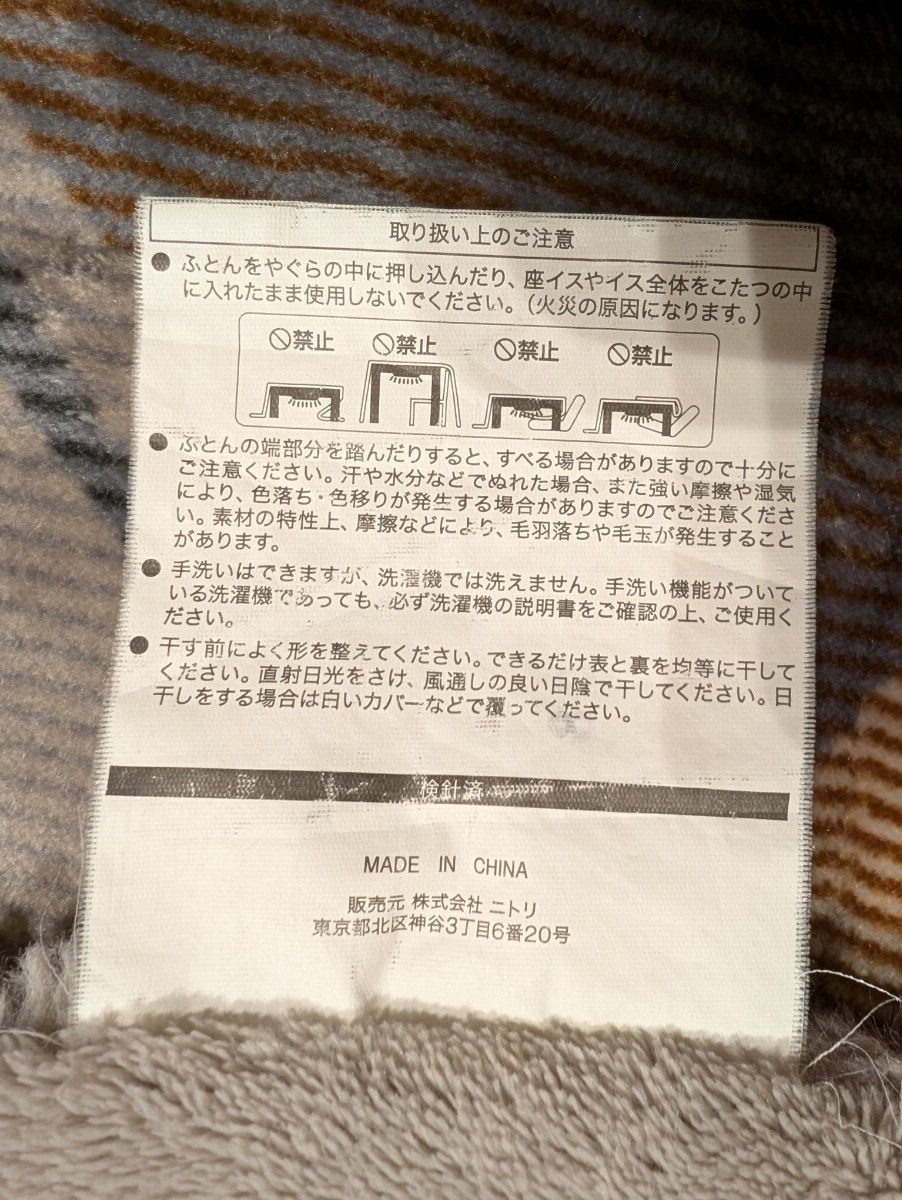 取り扱い上のご注意
● ふとんをやぐらの中に押し込んだり、座イスやイス全体をこたつの中
に入れたまま使用しないでください。（火災の原因になります。）
禁止 禁止 禁止 禁止
● ふとんの端部分を踏んだりすると、すべる場合がありますので十分に
ご注意ください。汗や水分などでぬれた場合、また強い摩擦や湿気
により、色落ち・色移りが発生する場合がありますのでご注意くださ
い。素材の特性上、摩擦などにより、毛羽落ちや毛玉が発生すること
があります。
● 手洗いはできますが、洗濯機では洗えません。手洗い機能がついて
いる洗濯機であっても、必ず洗濯機の説明書をご確認の上、ご使用く
ださい。
● 干す前によく形を整えてください。できるだけ表と裏を均等に干して
ください。直射日光をさけ、風通しの良い日陰で干してください。日
干しをする場合は白いカバーなどで覆ってください。
検針済
MADE IN CHINA
販売元 株式会社 ニトリ
東京都北区神谷3丁目6番20号